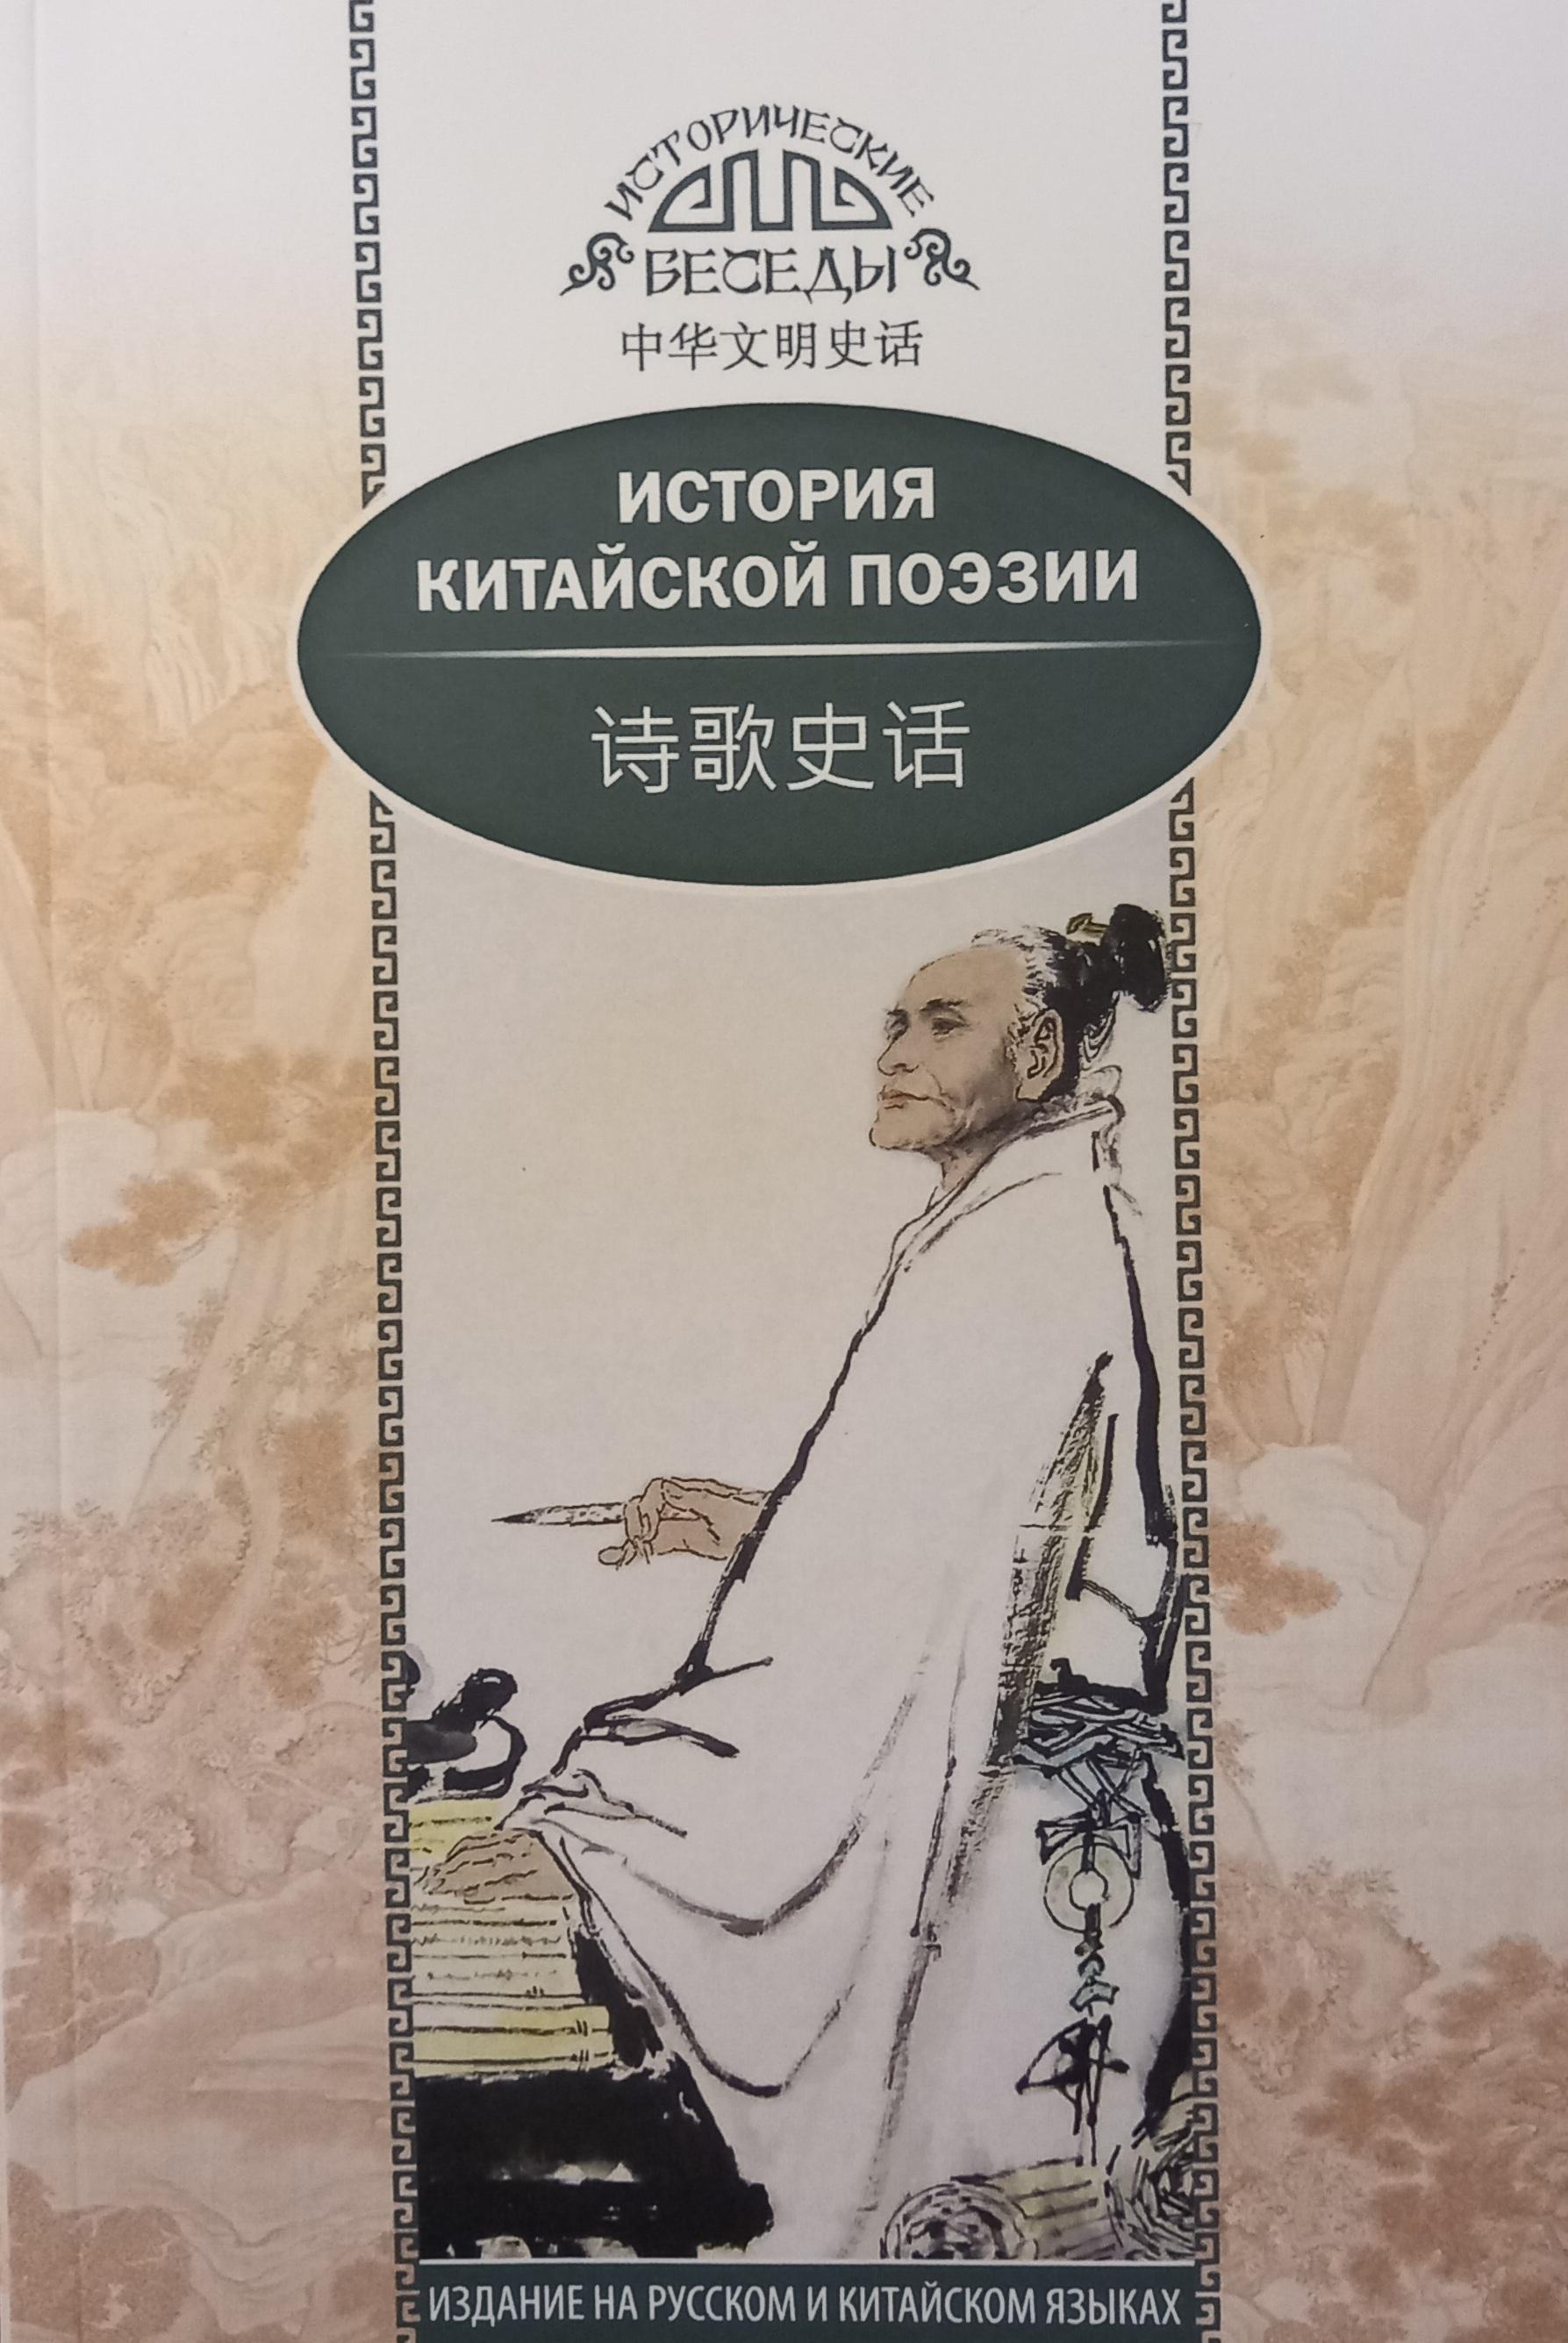 ИСТОРИЧЕСКИЕ
БЕСЕДЫ
中华文明史话
ИСТОРИЯ
КИТАЙСКОЙ ПОЭЗИИ
诗歌史话
ИЗДАНИЕ НА РУССКОМ И КИТАЙСКОМ ЯЗЫКАХ